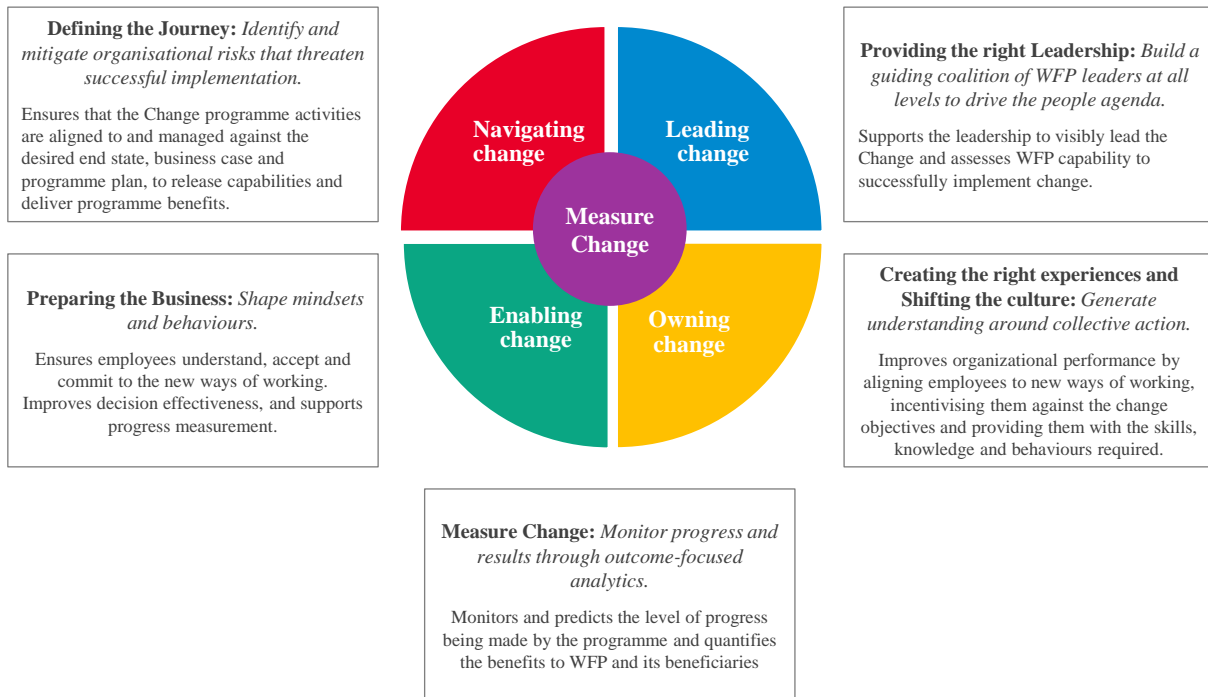 Defining the Journey: Identify and
mitigate organisational risks that threaten
successful implementation.
Ensures that the Change programme activities
are aligned to and managed against the
desired end state, business case and
programme plan, to release capabilities and
deliver programme benefits.
Navigating
change
Leading
change
Measure
Change
Enabling
change
Owning
change
Providing the right Leadership: Build a
guiding coalition of WFP leaders at all
levels to drive the people agenda.
Supports the leadership to visibly lead the
Change and assesses WFP capability to
successfully implement change.
Preparing the Business: Shape mindsets
and behaviours.
Ensures employees understand, accept and
commit to the new ways of working.
Improves decision effectiveness, and supports
progress measurement.
Creating the right experiences and
Shifting the culture: Generate
understanding around collective action.
Improves organizational performance by
aligning employees to new ways of working,
incentivising them against the change
objectives and providing them with the skills,
knowledge and behaviours required.
Measure Change: Monitor progress and
results through outcome-focused
analytics.
Monitors and predicts the level of progress
being made by the programme and quantifies
the benefits to WFP and its beneficiaries